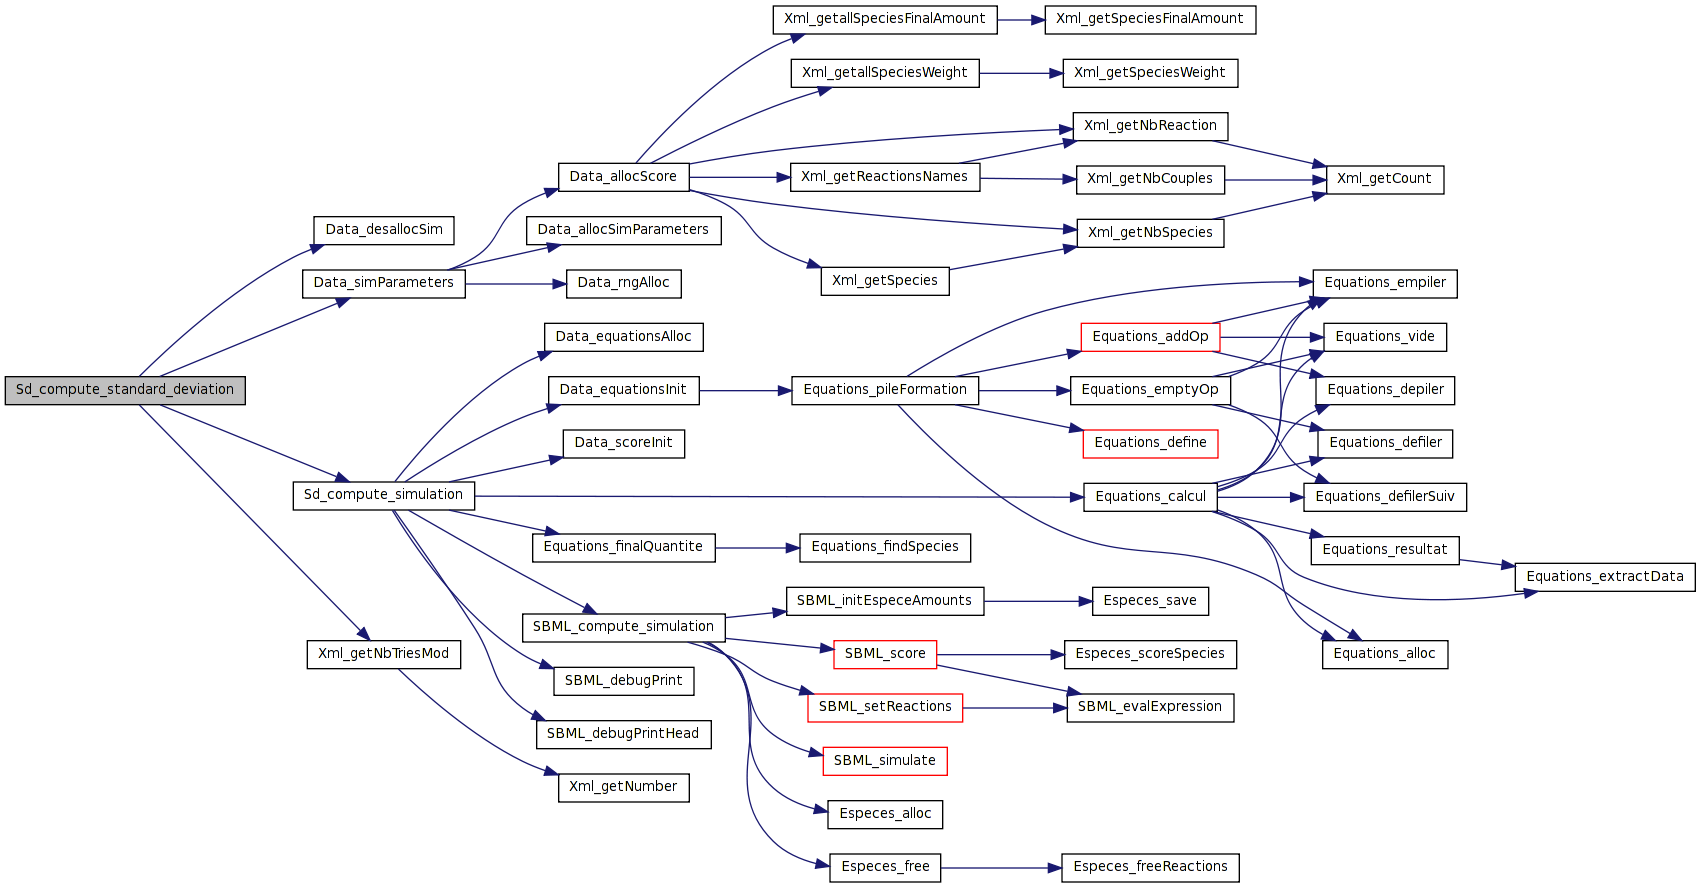 Sd_compute_standard_deviation
Data_desallocSim
Data_simParameters
Sd_compute_simulation
Xml_getNbTriesMod
Data_allocScore
Data_allocSimParameters
Data_rngAlloc
Data_equationsAlloc
Data_equationsInit
Data_scoreInit
Equations_finalQuantite
SBML_compute_simulation
SBML_debugPrint
SBML_debugPrintHead
Xml_getNumber
Xml_getallSpeciesFinalAmount
Xml_getallSpeciesWeight
Xml_getReactionsNames
Xml_getSpecies
Equations_pileFormation
Equations_findSpecies
SBML_initEspeceAmounts
SBML_score
SBML_setReactions
SBML_simulate
Especes_alloc
Especes_free
Xml_getSpeciesFinalAmount
Xml_getSpeciesWeight
Xml_getNbReaction
Xml_getNbCouples
Xml_getNbSpecies
Equations_addOp
Equations_emptyOp
Equations_define
Equations_calcul
Especes_save
Especes_scoreSpecies
SBML_evalExpression
Especes_freeReactions
Xml_getCount
Equations_empiler
Equations_vide
Equations_depiler
Equations_defiler
Equations_defilerSuiv
Equations_resultat
Equations_alloc
Equations_extractData